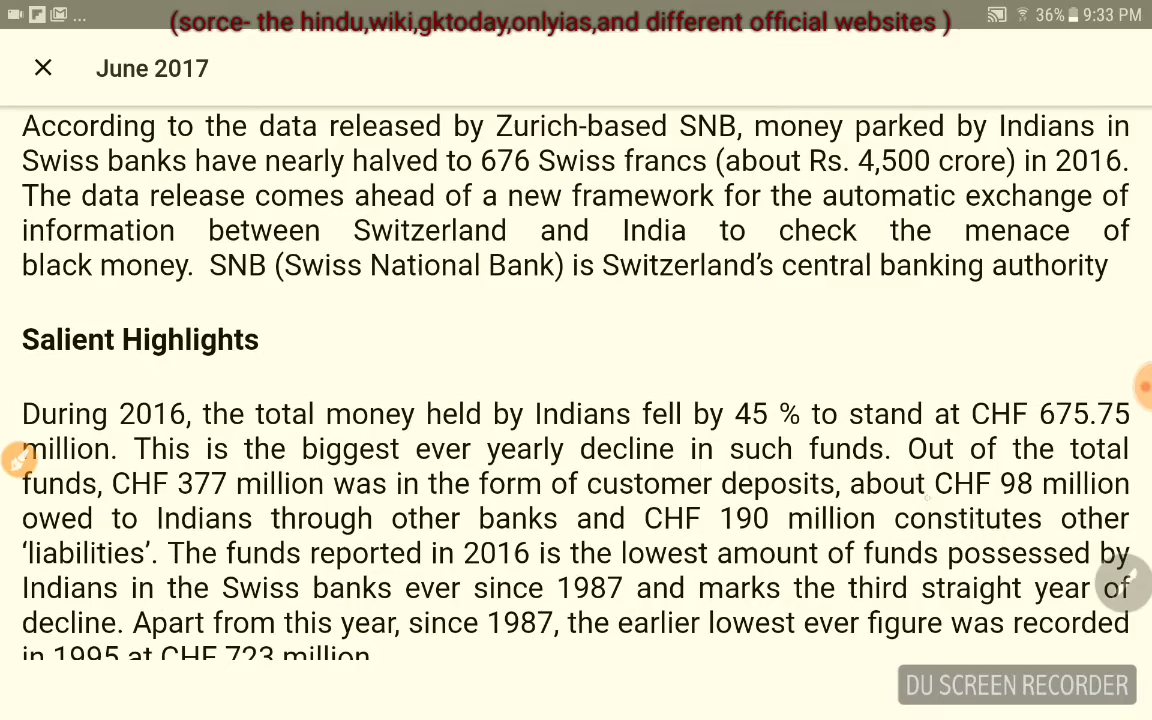 (sorce- the hindu,wiki,gktoday,onlyias,and different official websites )
... 36% 9:33 PM
× June 2017
According to the data released by Zurich-based SNB, money parked by Indians in
Swiss banks have nearly halved to 676 Swiss francs (about Rs. 4,500 crore) in 2016.
The data release comes ahead of a new framework for the automatic exchange of
information between Switzerland and India to check the menace of
black money. SNB (Swiss National Bank) is Switzerland’s central banking authority
Salient Highlights
During 2016, the total money held by Indians fell by 45 % to stand at CHF 675.75
million. This is the biggest ever yearly decline in such funds. Out of the total
funds, CHF 377 million was in the form of customer deposits, about CHF 98 million
owed to Indians through other banks and CHF 190 million constitutes other
‘liabilities’. The funds reported in 2016 is the lowest amount of funds possessed by
Indians in the Swiss banks ever since 1987 and marks the third straight year of
decline. Apart from this year, since 1987, the earlier lowest ever figure was recorded
in 1995 at CHF 723 million
DU SCREEN RECORDER